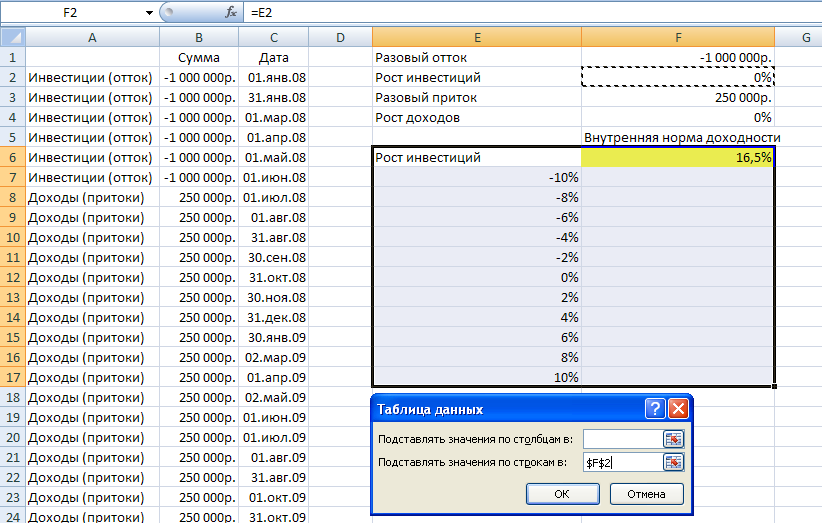 F2 fx =E2
A B C D E F G
1 Сумма Дата Разовый отток -1 000 000р.
2 Инвестиции (отток) -1 000 000р. 01.янв.08 Рост инвестиций 0%
3 Инвестиции (отток) -1 000 000р. 31.янв.08 Разовый приток 250 000р.
4 Инвестиции (отток) -1 000 000р. 01.мар.08 Рост доходов 0%
5 Инвестиции (отток) -1 000 000р. 01.апр.08 Внутренняя норма доходности
6 Инвестиции (отток) -1 000 000р. 01.май.08 Рост инвестиций 16,5%
7 Инвестиции (отток) -1 000 000р. 01.июн.08 -10%
8 Доходы (притоки) 250 000р. 01.июл.08 -8%
9 Доходы (притоки) 250 000р. 01.авг.08 -6%
10 Доходы (притоки) 250 000р. 31.авг.08 -4%
11 Доходы (притоки) 250 000р. 30.сен.08 -2%
12 Доходы (притоки) 250 000р. 31.окт.08 0%
13 Доходы (притоки) 250 000р. 30.ноя.08 2%
14 Доходы (притоки) 250 000р. 31.дек.08 4%
15 Доходы (притоки) 250 000р. 30.янв.09 6%
16 Доходы (притоки) 250 000р. 02.мар.09 8%
17 Доходы (притоки) 250 000р. 01.апр.09 10%
18 Доходы (притоки) 250 000р. 02.май.09
19 Доходы (притоки) 250 000р. 01.июн.09
20 Доходы (притоки) 250 000р. 01.июл.09
21 Доходы (притоки) 250 000р. 01.авг.09
22 Доходы (притоки) 250 000р. 31.авг.09
23 Доходы (притоки) 250 000р. 01.окт.09
24 Доходы (притоки) 250 000р. 31.окт.09
Таблица данных
Подставлять значения по столбцам в:
Подставлять значения по строкам в: $F$2
ОК Отмена